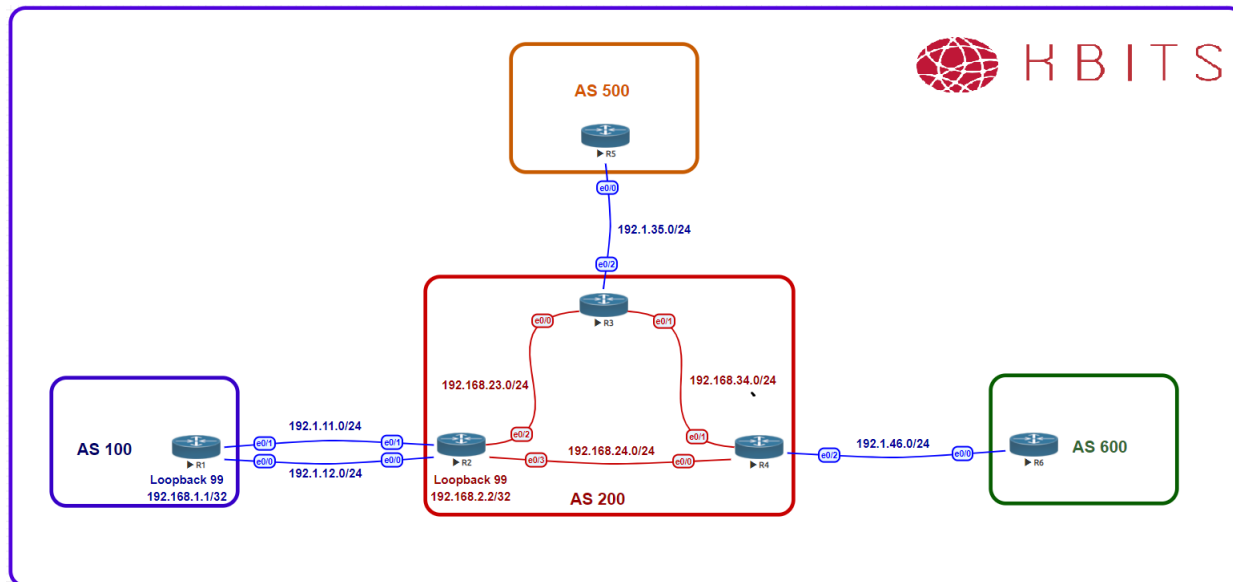 KBITS
AS 500
R5
e0/0
192.1.35.0/24
e0/2
R3
e0/0
e0/1
192.168.23.0/24
192.168.34.0/24
AS 100
R1
Loopback 99
192.168.1.1/32
e0/1
192.1.11.0/24
e0/1
e0/0
192.1.12.0/24
e0/0
e0/2
R2
Loopback 99
192.168.2.2/32
e0/3
192.168.24.0/24
e0/1
e0/0
AS 200
R4
e0/2
192.1.46.0/24
e0/0
R6
AS 600